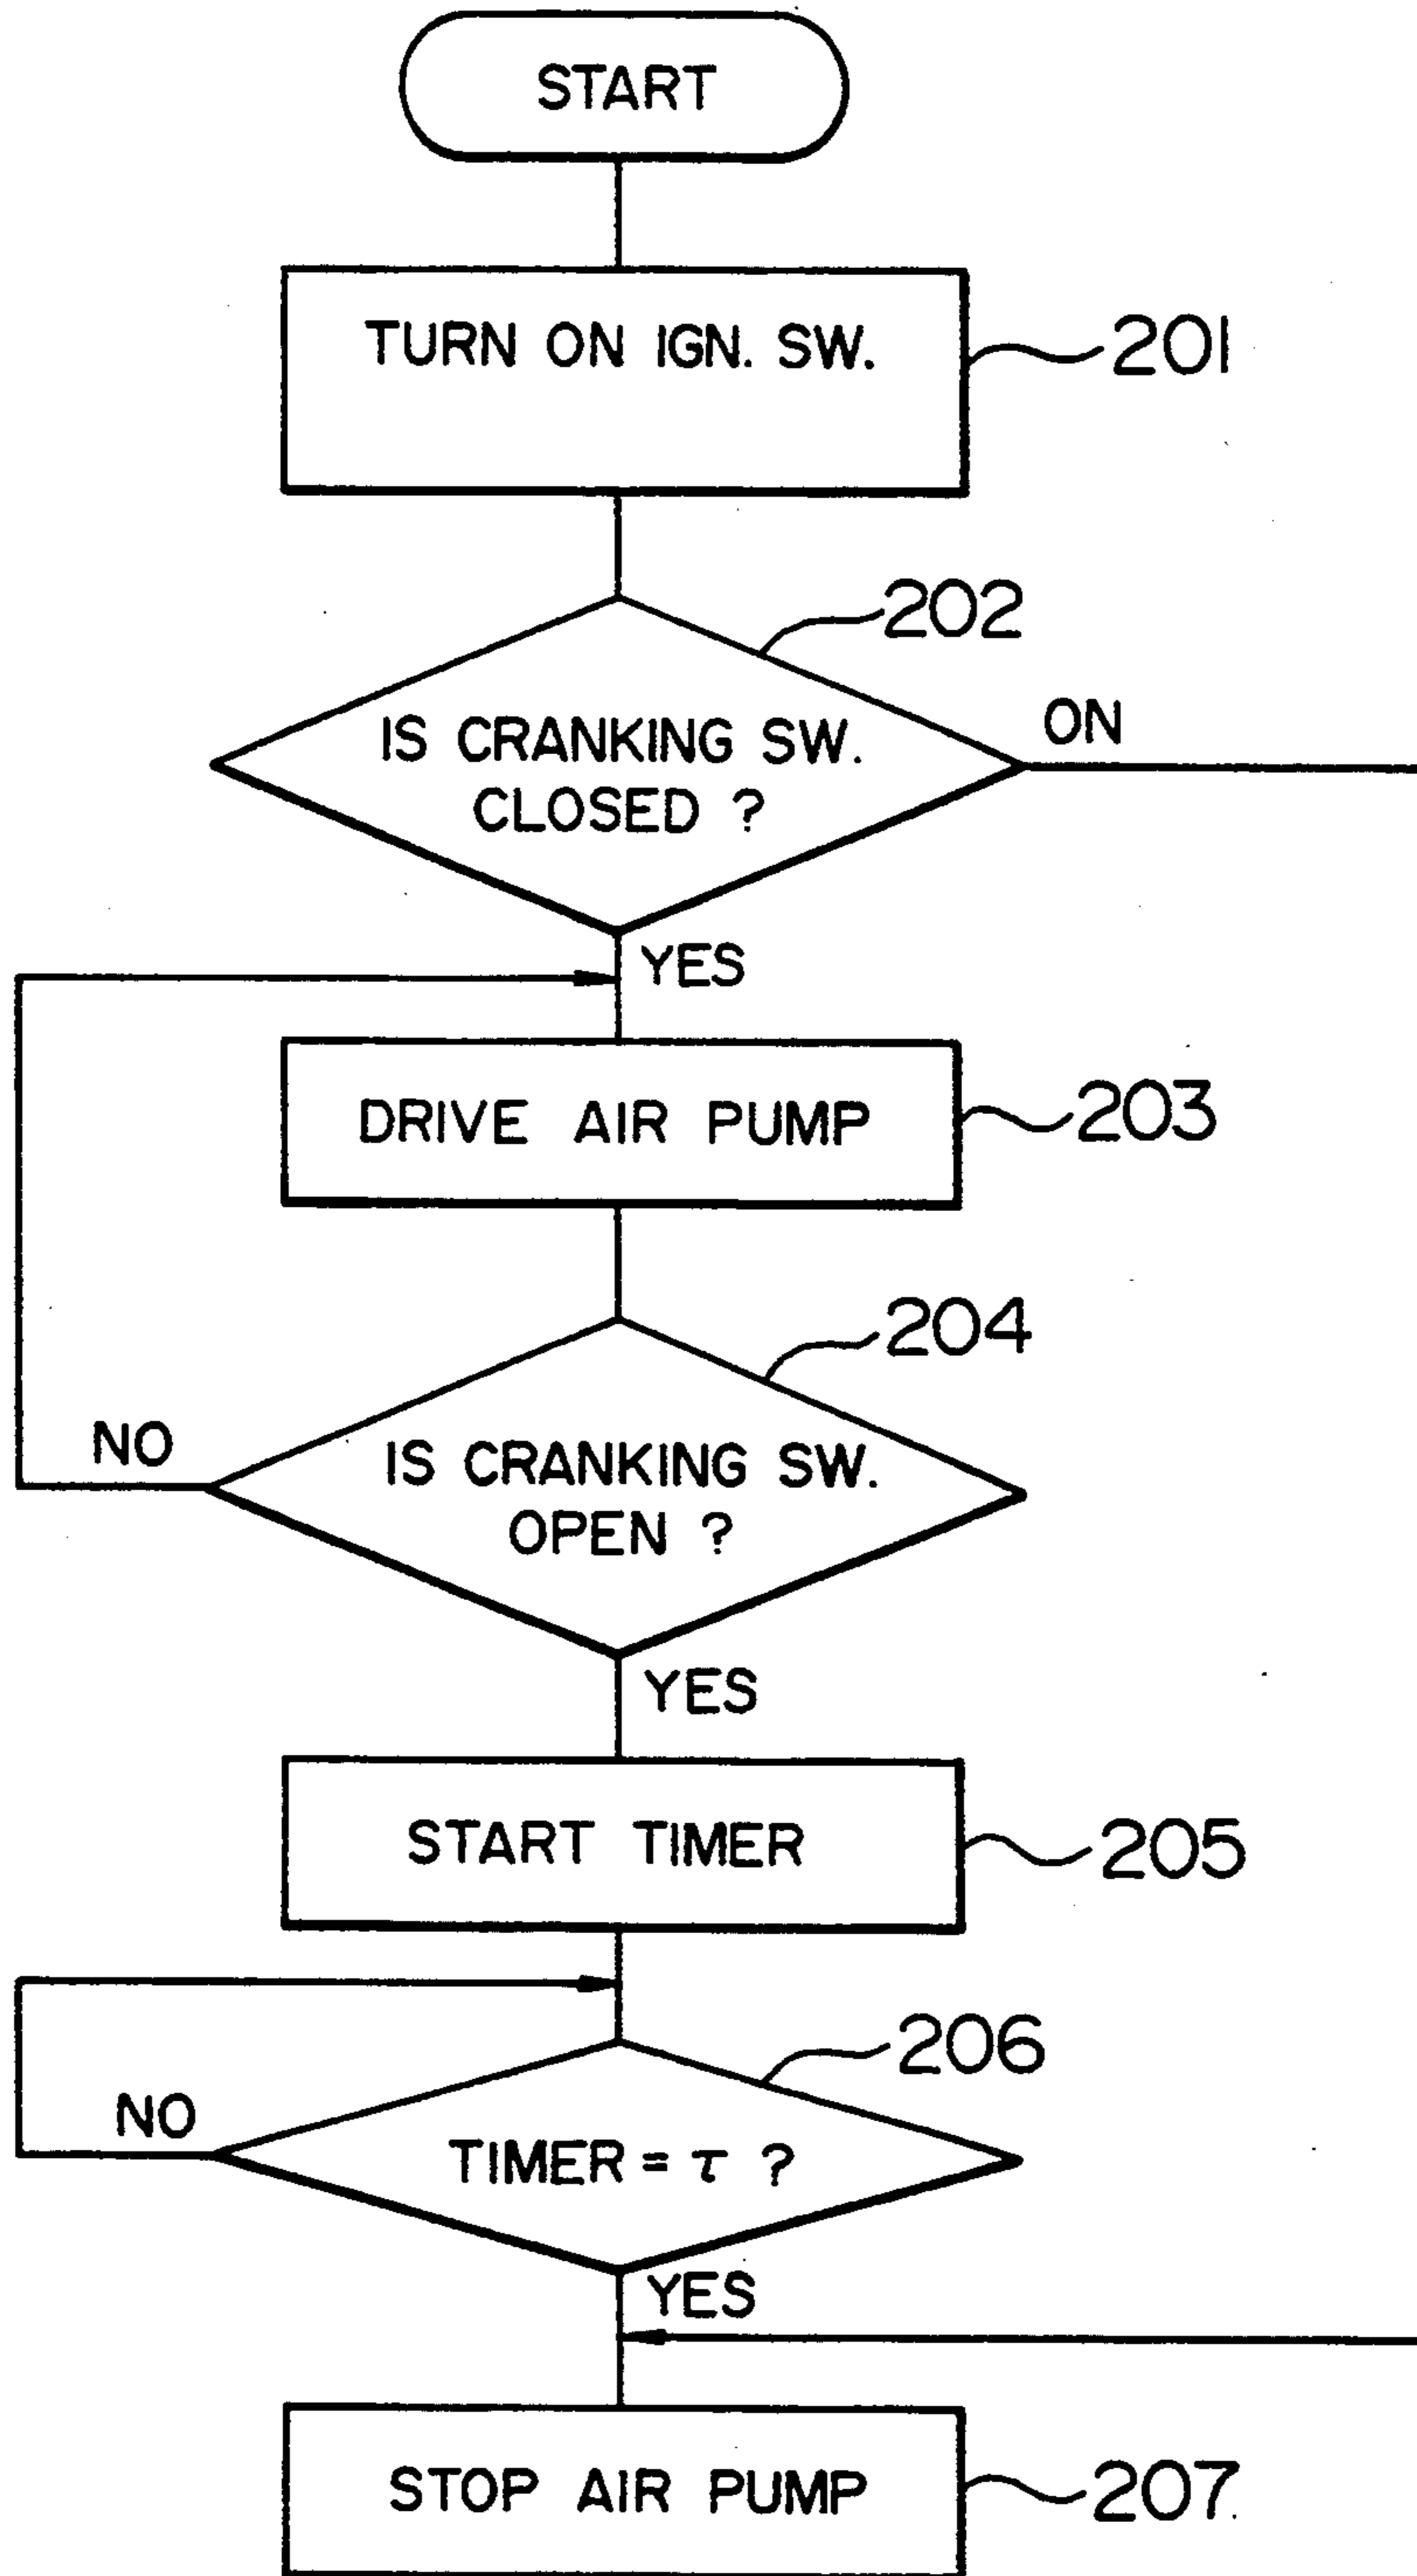 START
TURN ON IGN. SW.
201
202
IS CRANKING SW.
CLOSED ?
ON
YES
DRIVE AIR PUMP
203
204
NO
IS CRANKING SW.
OPEN ?
YES
START TIMER
205
206
NO
TIMER = τ ?
YES
STOP AIR PUMP
207